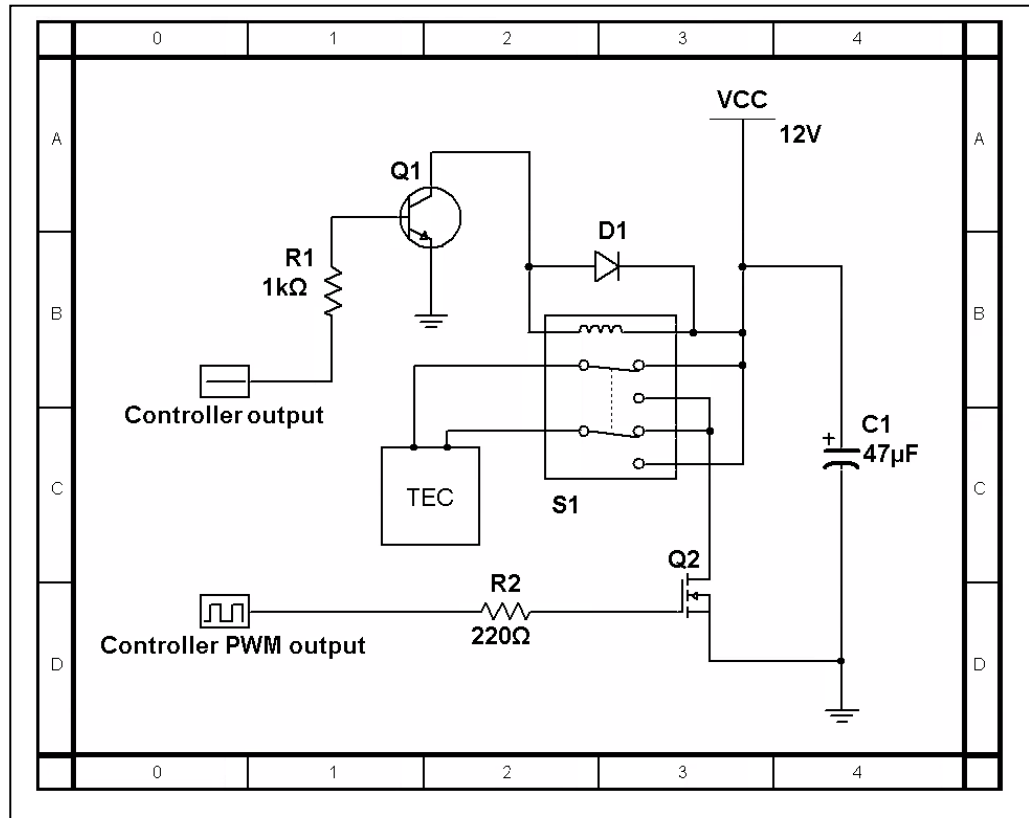 0 1 2 3 4
A A
VCC
12V
Q1
D1
B B
R1
1kΩ
Controller output
C1
47µF
+
C C
TEC
S1
Q2
R2
220Ω
Controller PWM output
D D
0 1 2 3 4